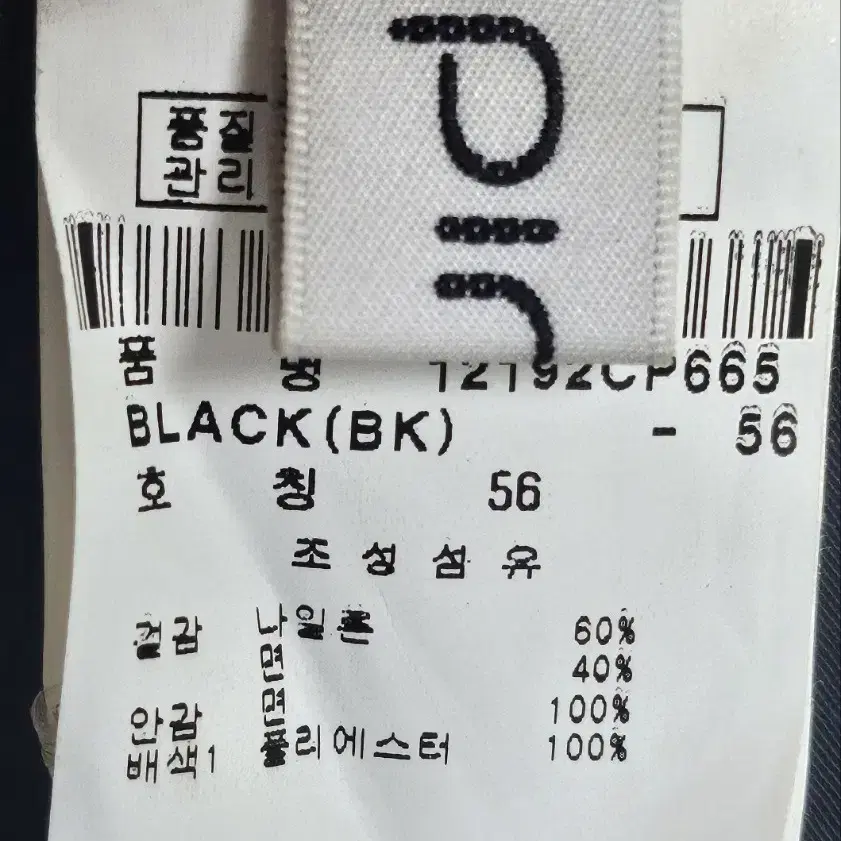 품질
관리
품 명 12192CP665
BLACK(BK) - 56
호 칭 56
조 성 섬 유
겉감 나일론 60%
면 40%
안감 면 100%
배색1 폴리에스터 100%